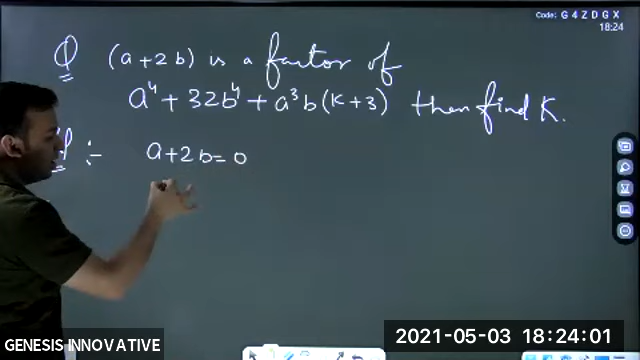 Code: G4ZDGX
18:24
Q (a+2b) is a factor of
a⁴ + 32b⁴ + a³b(K+3) then find K.
:- a+2b=0
GENESIS INNOVATIVE
2021-05-03 18:24:01